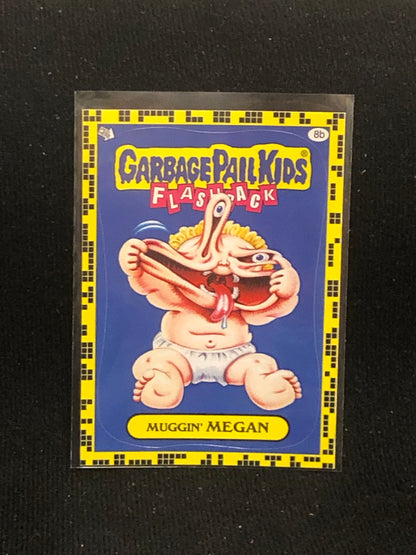 8b
GARBAGE PAIL KIDS®
FLASHBACK
MUGGIN' MEGAN